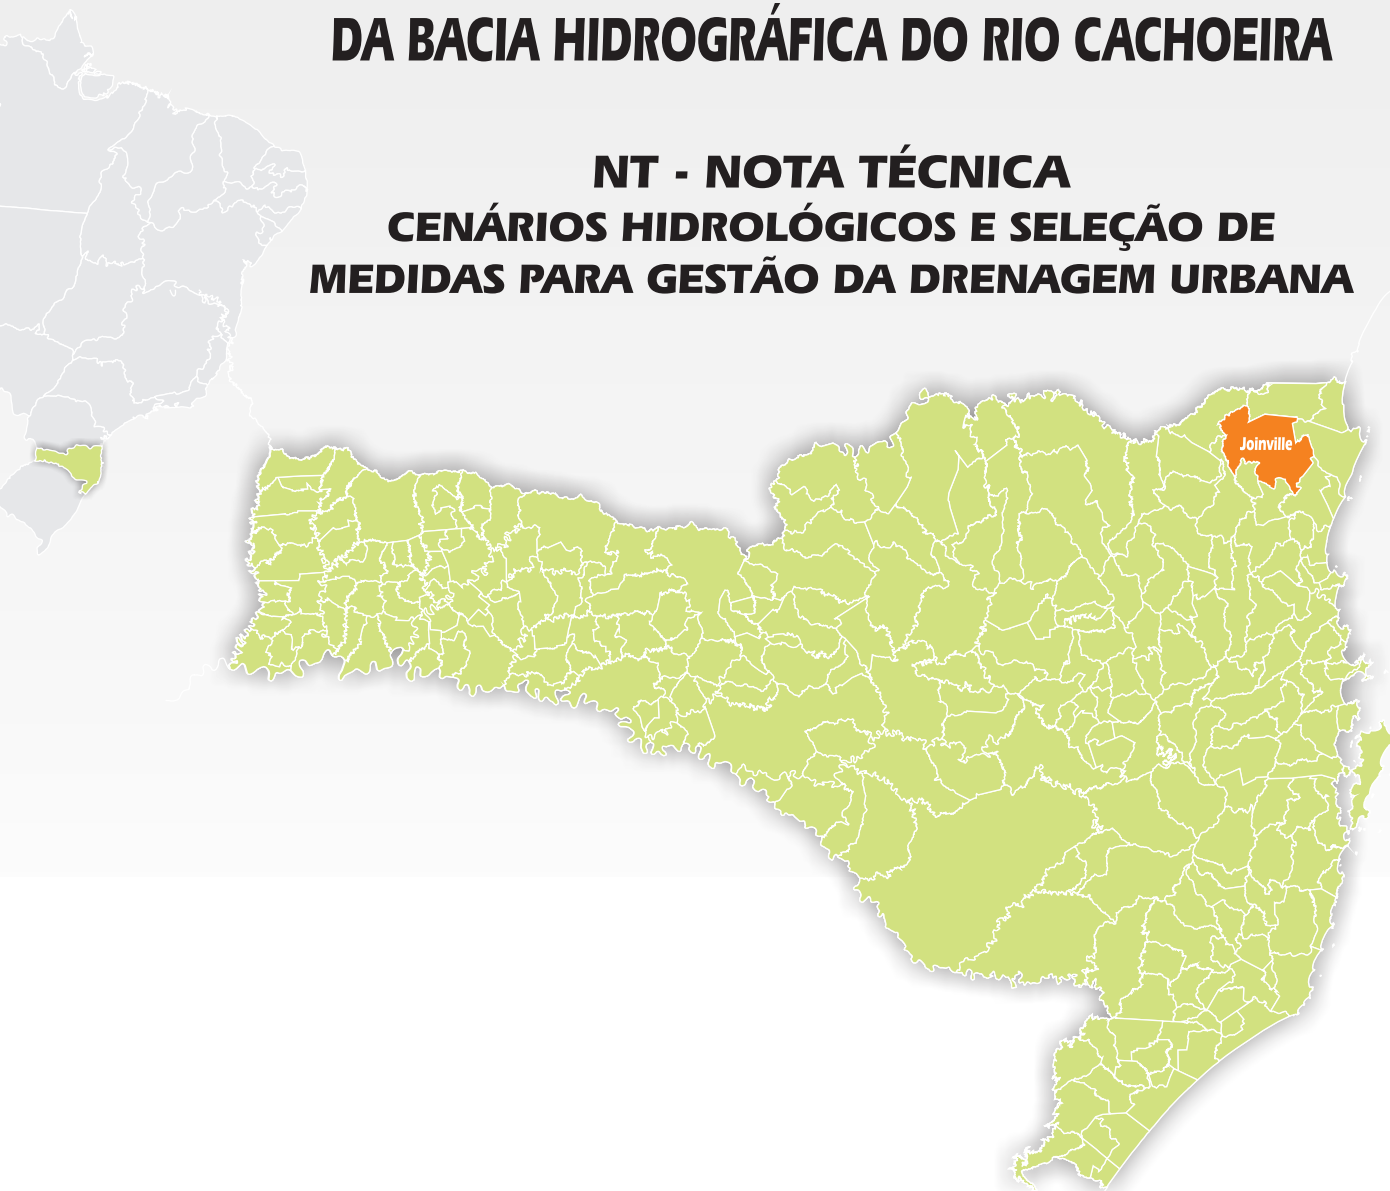 DA BACIA HIDROGRÁFICA DO RIO CACHOEIRA
NT - NOTA TÉCNICA
CENÁRIOS HIDROLÓGICOS E SELEÇÃO DE
MEDIDAS PARA GESTÃO DA DRENAGEM URBANA
Joinville